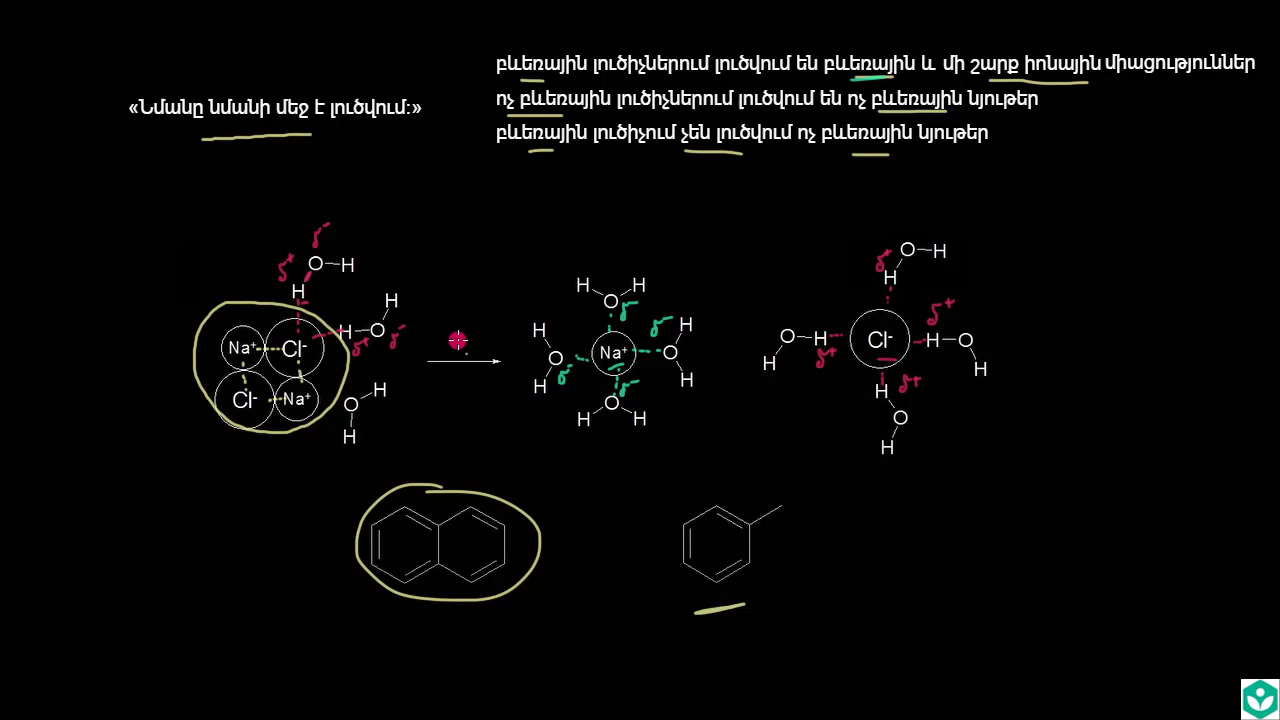 բևեռային լուծիչներում լուծվում են բևեռային և մի շարք իոնային միացություններ
«Նմանը նմանի մեջ է լուծվում:»
ոչ բևեռային լուծիչներում լուծվում են ոչ բևեռային նյութեր
բևեռային լուծիչում չեն լուծվում ոչ բևեռային նյութեր
δ⁻
δ⁺ O H
H
H H H O H
δ⁻ δ⁻
H O δ⁺ δ⁻
Na⁺ Cl⁻
Cl⁻ Na⁺
O H
H
H H
O
H H
O Na⁺ O
H δ⁻ δ⁻ H
O
H H
δ⁺ O H
H
δ⁺
O H Cl⁻ H O
H δ⁺ H
H δ⁺
O
H